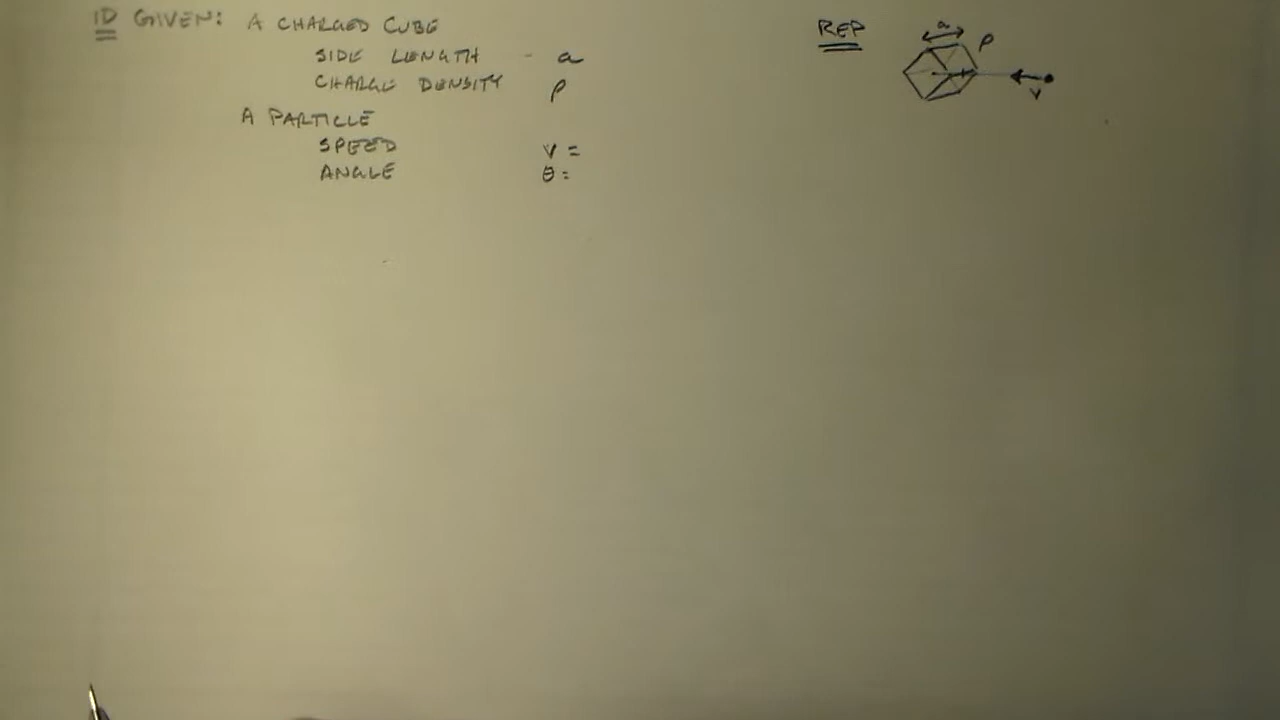 ID GIVEN: A CHARGED CUBE
SIDE LENGTH - a
CHARGE DENSITY ρ
A PARTICLE
SPEED v =
ANGLE θ =
REP
a
ρ
v